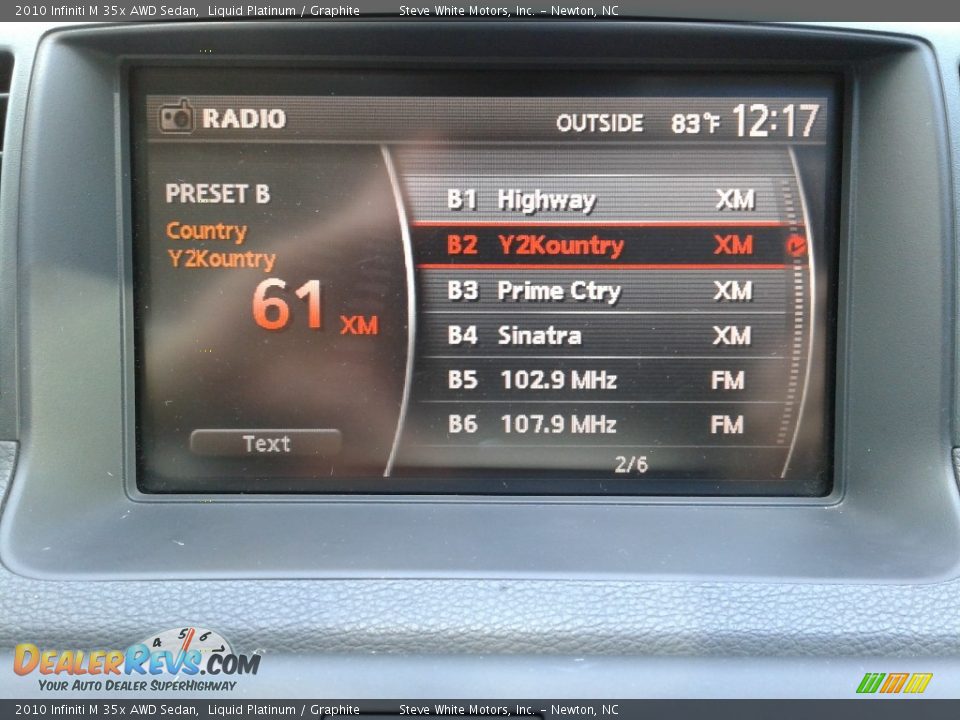 2010 Infiniti M 35x AWD Sedan, Liquid Platinum / Graphite Steve White Motors, Inc. - Newton, NC
RADIO OUTSIDE 83°F 12:17
PRESET B
Country
Y2Kountry
61 XM
Text
B1 Highway XM
B2 Y2Kountry XM
B3 Prime Ctry XM
B4 Sinatra XM
B5 102.9 MHz FM
B6 107.9 MHz FM
2/6
4 5 6
DealerRevs.com
Your Auto Dealer SuperHighway
2010 Infiniti M 35x AWD Sedan, Liquid Platinum / Graphite Steve White Motors, Inc. - Newton, NC